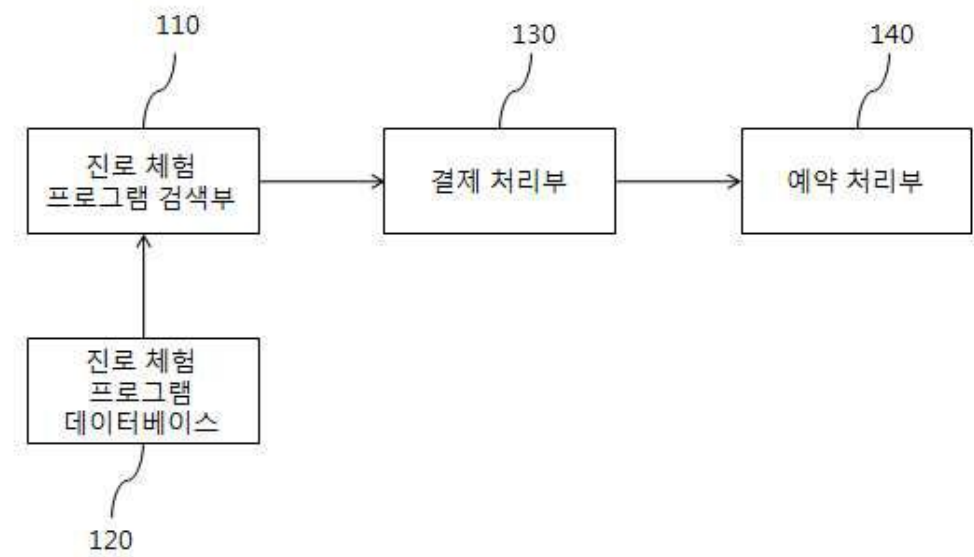 110
130
140
진로 체험
프로그램 검색부
결제 처리부
예약 처리부
진로 체험
프로그램
데이터베이스
120